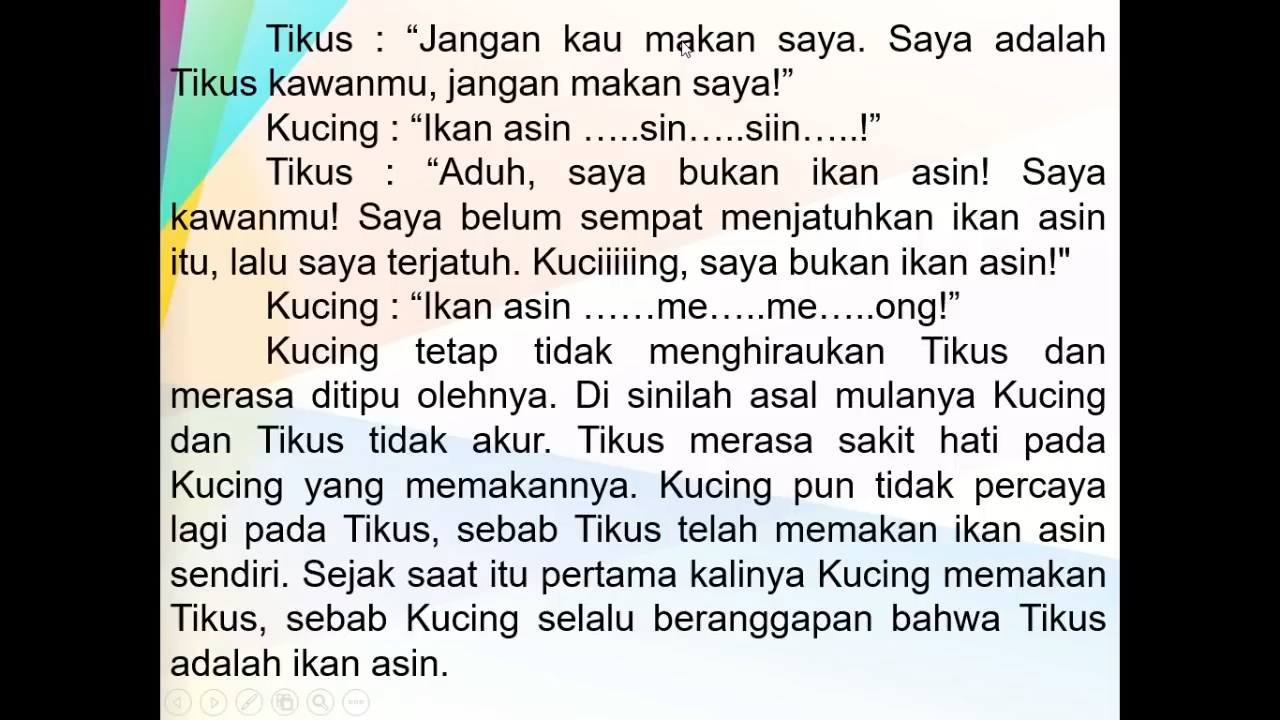 Tikus : “Jangan kau makan saya. Saya adalah
Tikus kawanmu, jangan makan saya!”
Kucing : “Ikan asin …..sin…..siin…..!”
Tikus : “Aduh, saya bukan ikan asin! Saya
kawanmu! Saya belum sempat menjatuhkan ikan asin
itu, lalu saya terjatuh. Kuciiiiiing, saya bukan ikan asin!"
Kucing : “Ikan asin ……me…..me…..ong!”
Kucing tetap tidak menghiraukan Tikus dan
merasa ditipu olehnya. Di sinilah asal mulanya Kucing
dan Tikus tidak akur. Tikus merasa sakit hati pada
Kucing yang memakannya. Kucing pun tidak percaya
lagi pada Tikus, sebab Tikus telah memakan ikan asin
sendiri. Sejak saat itu pertama kalinya Kucing memakan
Tikus, sebab Kucing selalu beranggapan bahwa Tikus
adalah ikan asin.